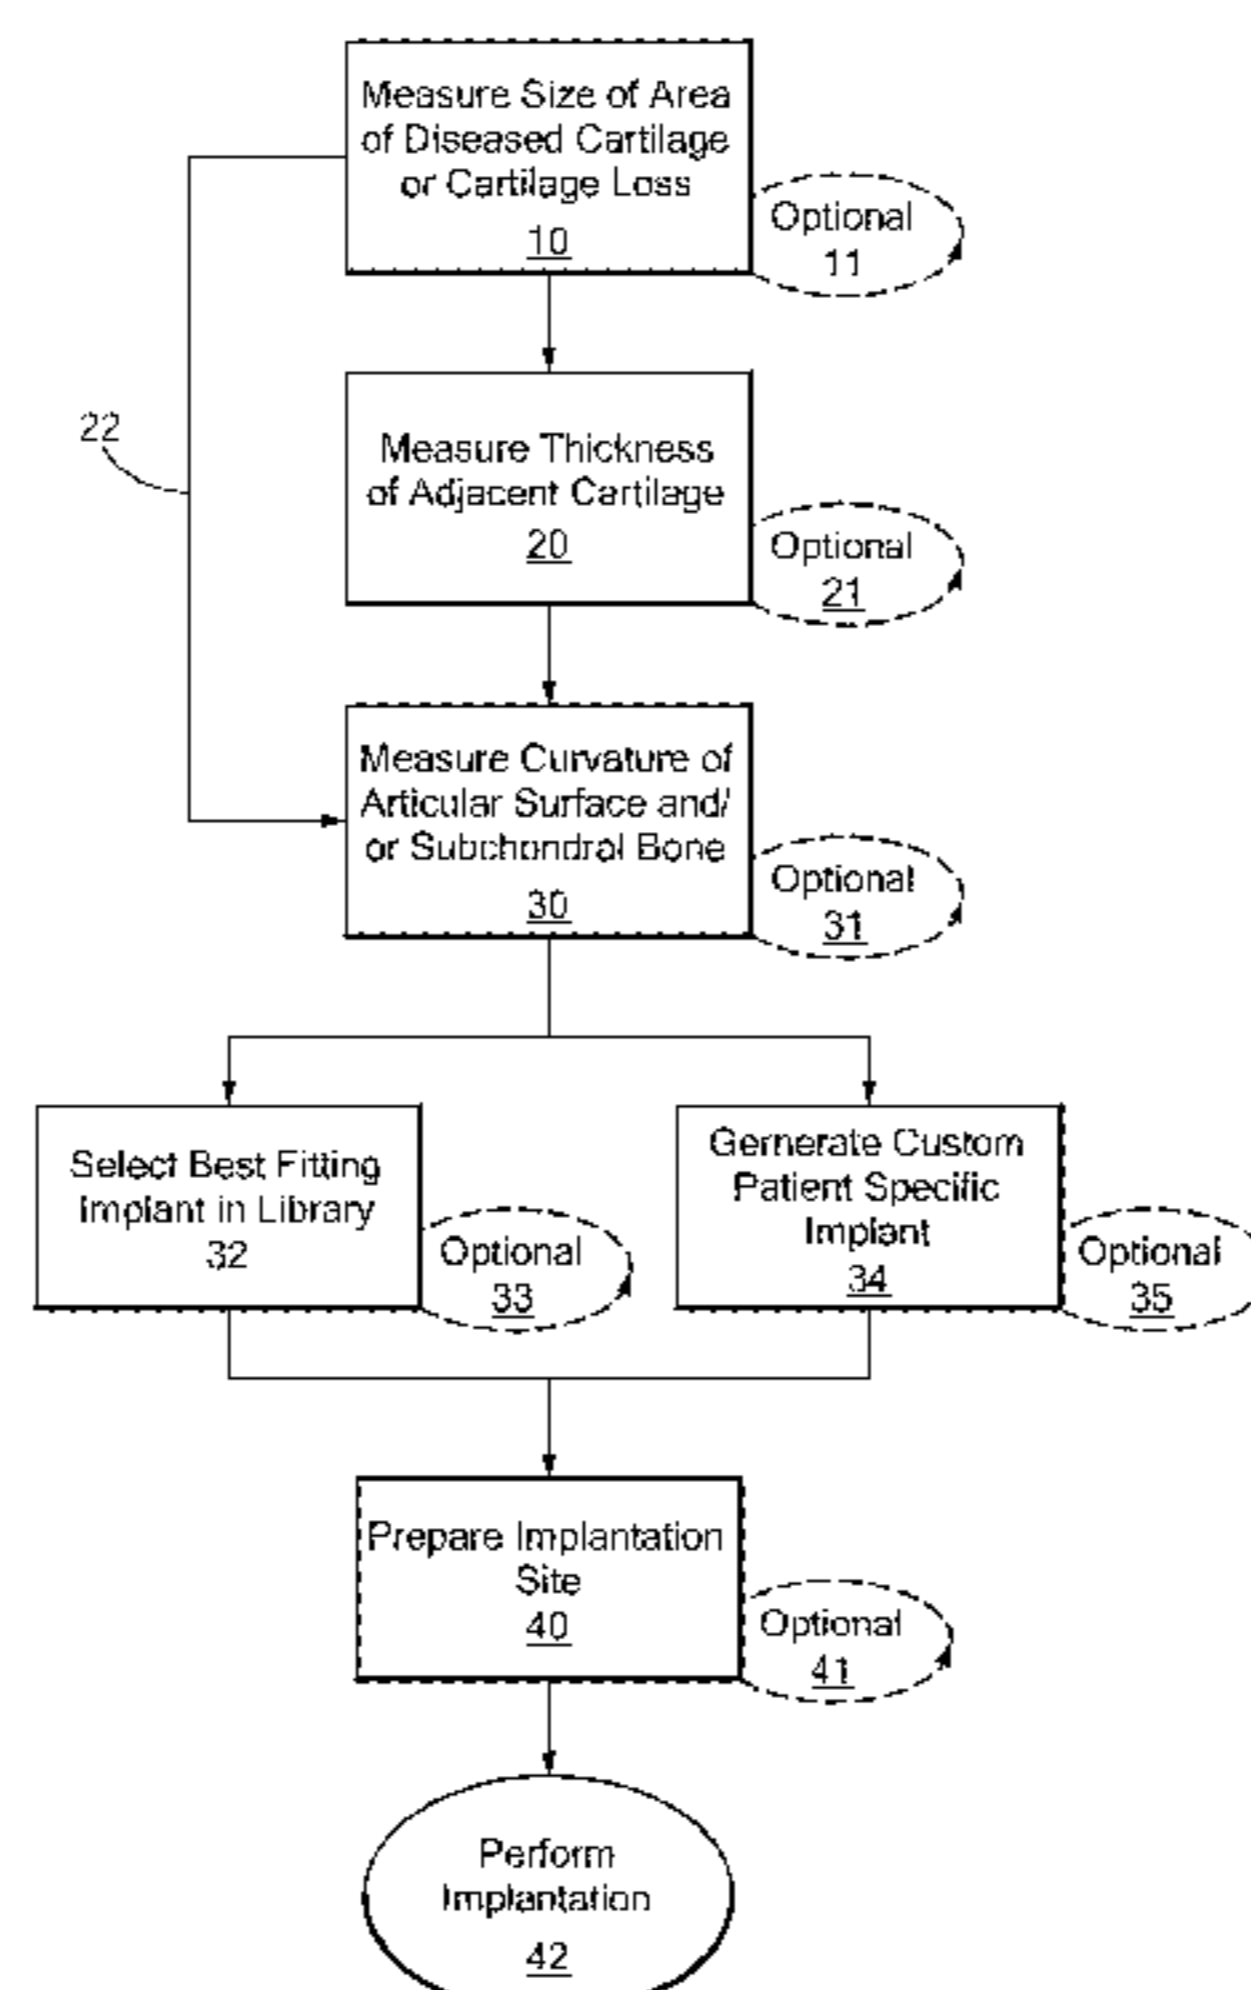 Measure Size of Area
of Diseased Cartilage
or Cartilage Loss
10
Optional
11
22
Measure Thickness
of Adjacent Cartilage
20
Optional
21
Measure Curvature of
Articular Surface and/
or Subchondral Bone
30
Optional
31
Select Best Fitting
Implant in Library
32
Optional
33
Gernerate Custom
Patient Specific
Implant
34
Optional
35
Prepare Implantation
Site
40
Optional
41
Perform
Implantation
42